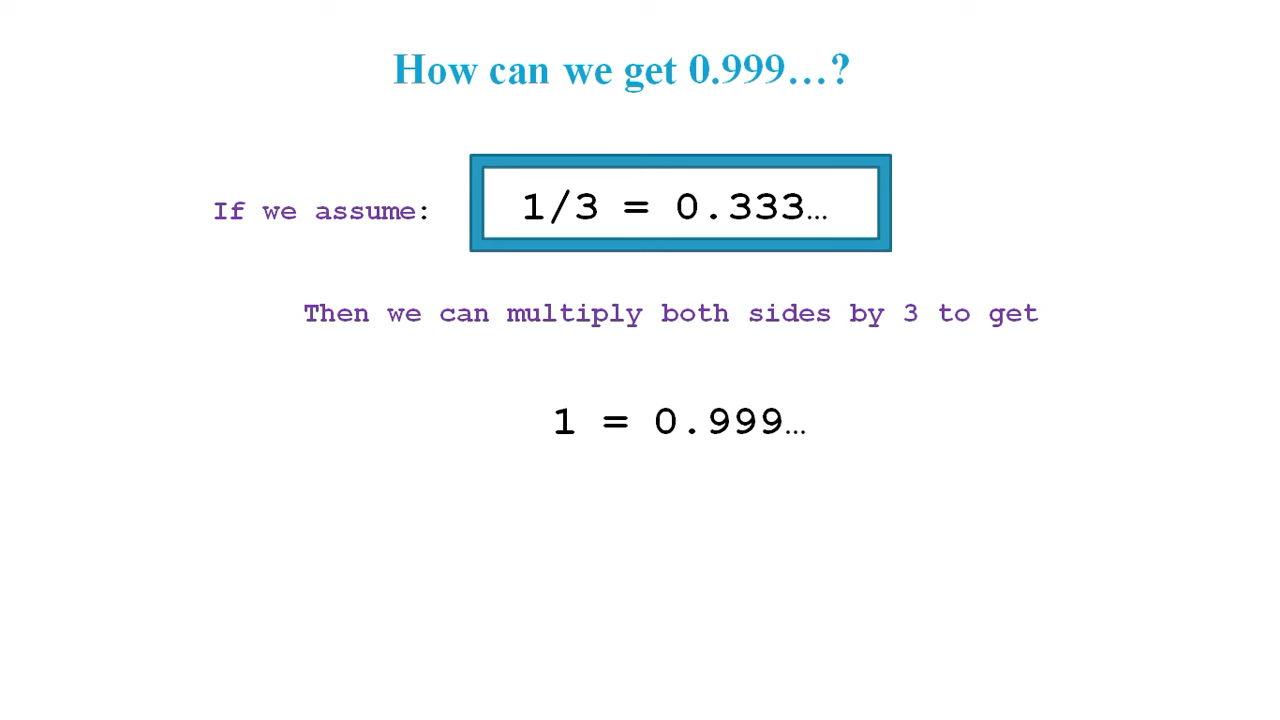 How can we get 0.999…?
If we assume: 1/3 = 0.333…
Then we can multiply both sides by 3 to get
1 = 0.999…